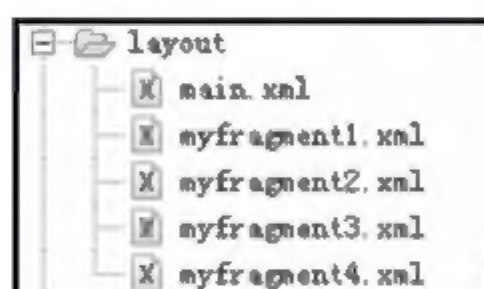 layout
main.xml
myfragment1.xml
myfragment2.xml
myfragment3.xml
myfragment4.xml